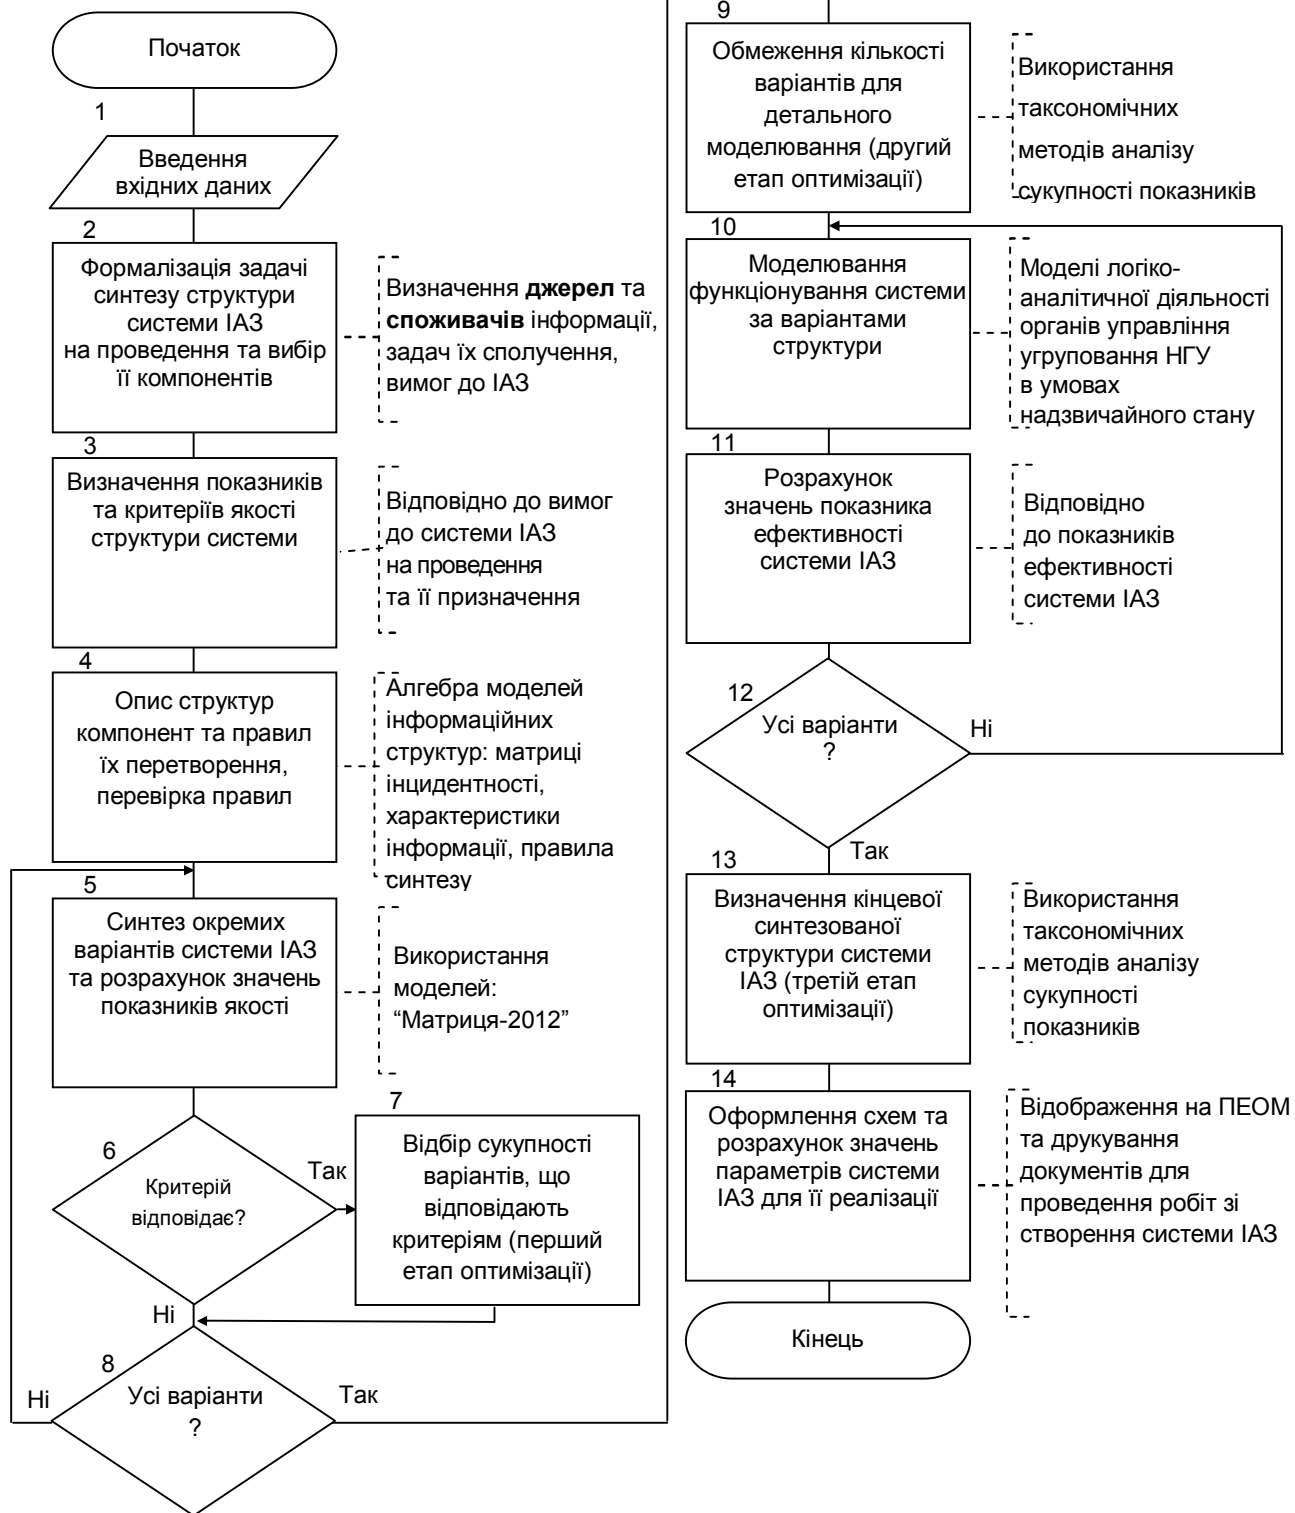 Початок
1
Введення
вхідних даних
2
Формалізація задачі
синтезу структури
системи ІАЗ
на проведення та вибір
її компонентів
Визначення джерел та
споживачів інформації,
задач їх сполучення,
вимог до ІАЗ
3
Визначення показників
та критеріїв якості
структури системи
Відповідно до вимог
до системи ІАЗ
на проведення
та її призначення
4
Опис структур
компонент та правил
їх перетворення,
перевірка правил
Алгебра моделей
інформаційних
структур: матриці
інцидентності,
характеристики
інформації, правила
синтезу
5
Синтез окремих
варіантів системи ІАЗ
та розрахунок значень
показників якості
Використання
моделей:
“Матриця-2012”
6
Критерій
відповідає?
Так
Ні
7
Відбір сукупності
варіантів, що
відповідають
критеріям (перший
етап оптимізації)
8
Усі варіанти
?
Ні
Так
9
Обмеження кількості
варіантів для
детального
моделювання (другий
етап оптимізації)
Використання
таксономічних
методів аналізу
сукупності показників
10
Моделювання
функціонування системи
за варіантами
структури
Моделі логіко-
аналітичної діяльності
органів управління
угруповання НГУ
в умовах
надзвичайного стану
11
Розрахунок
значень показника
ефективності
системи ІАЗ
Відповідно
до показників
ефективності
системи ІАЗ
12
Усі варіанти
?
Ні
Так
13
Визначення кінцевої
синтезованої
структури системи
ІАЗ (третій етап
оптимізації)
Використання
таксономічних
методів аналізу
сукупності
показників
14
Оформлення схем та
розрахунок значень
параметрів системи
ІАЗ для її реалізації
Відображення на ПЕОМ
та друкування
документів для
проведення робіт зі
створення системи ІАЗ
Кінець